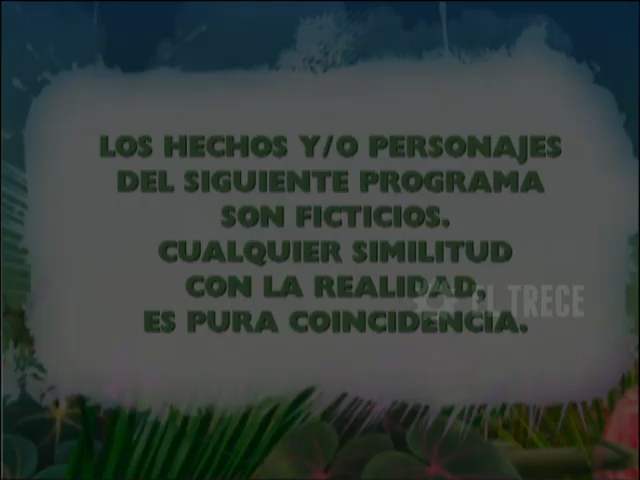 LOS HECHOS Y/O PERSONAJES
DEL SIGUIENTE PROGRAMA
SON FICTICIOS.
CUALQUIER SIMILITUD
CON LA REALIDAD,
ES PURA COINCIDENCIA.
EL TRECE